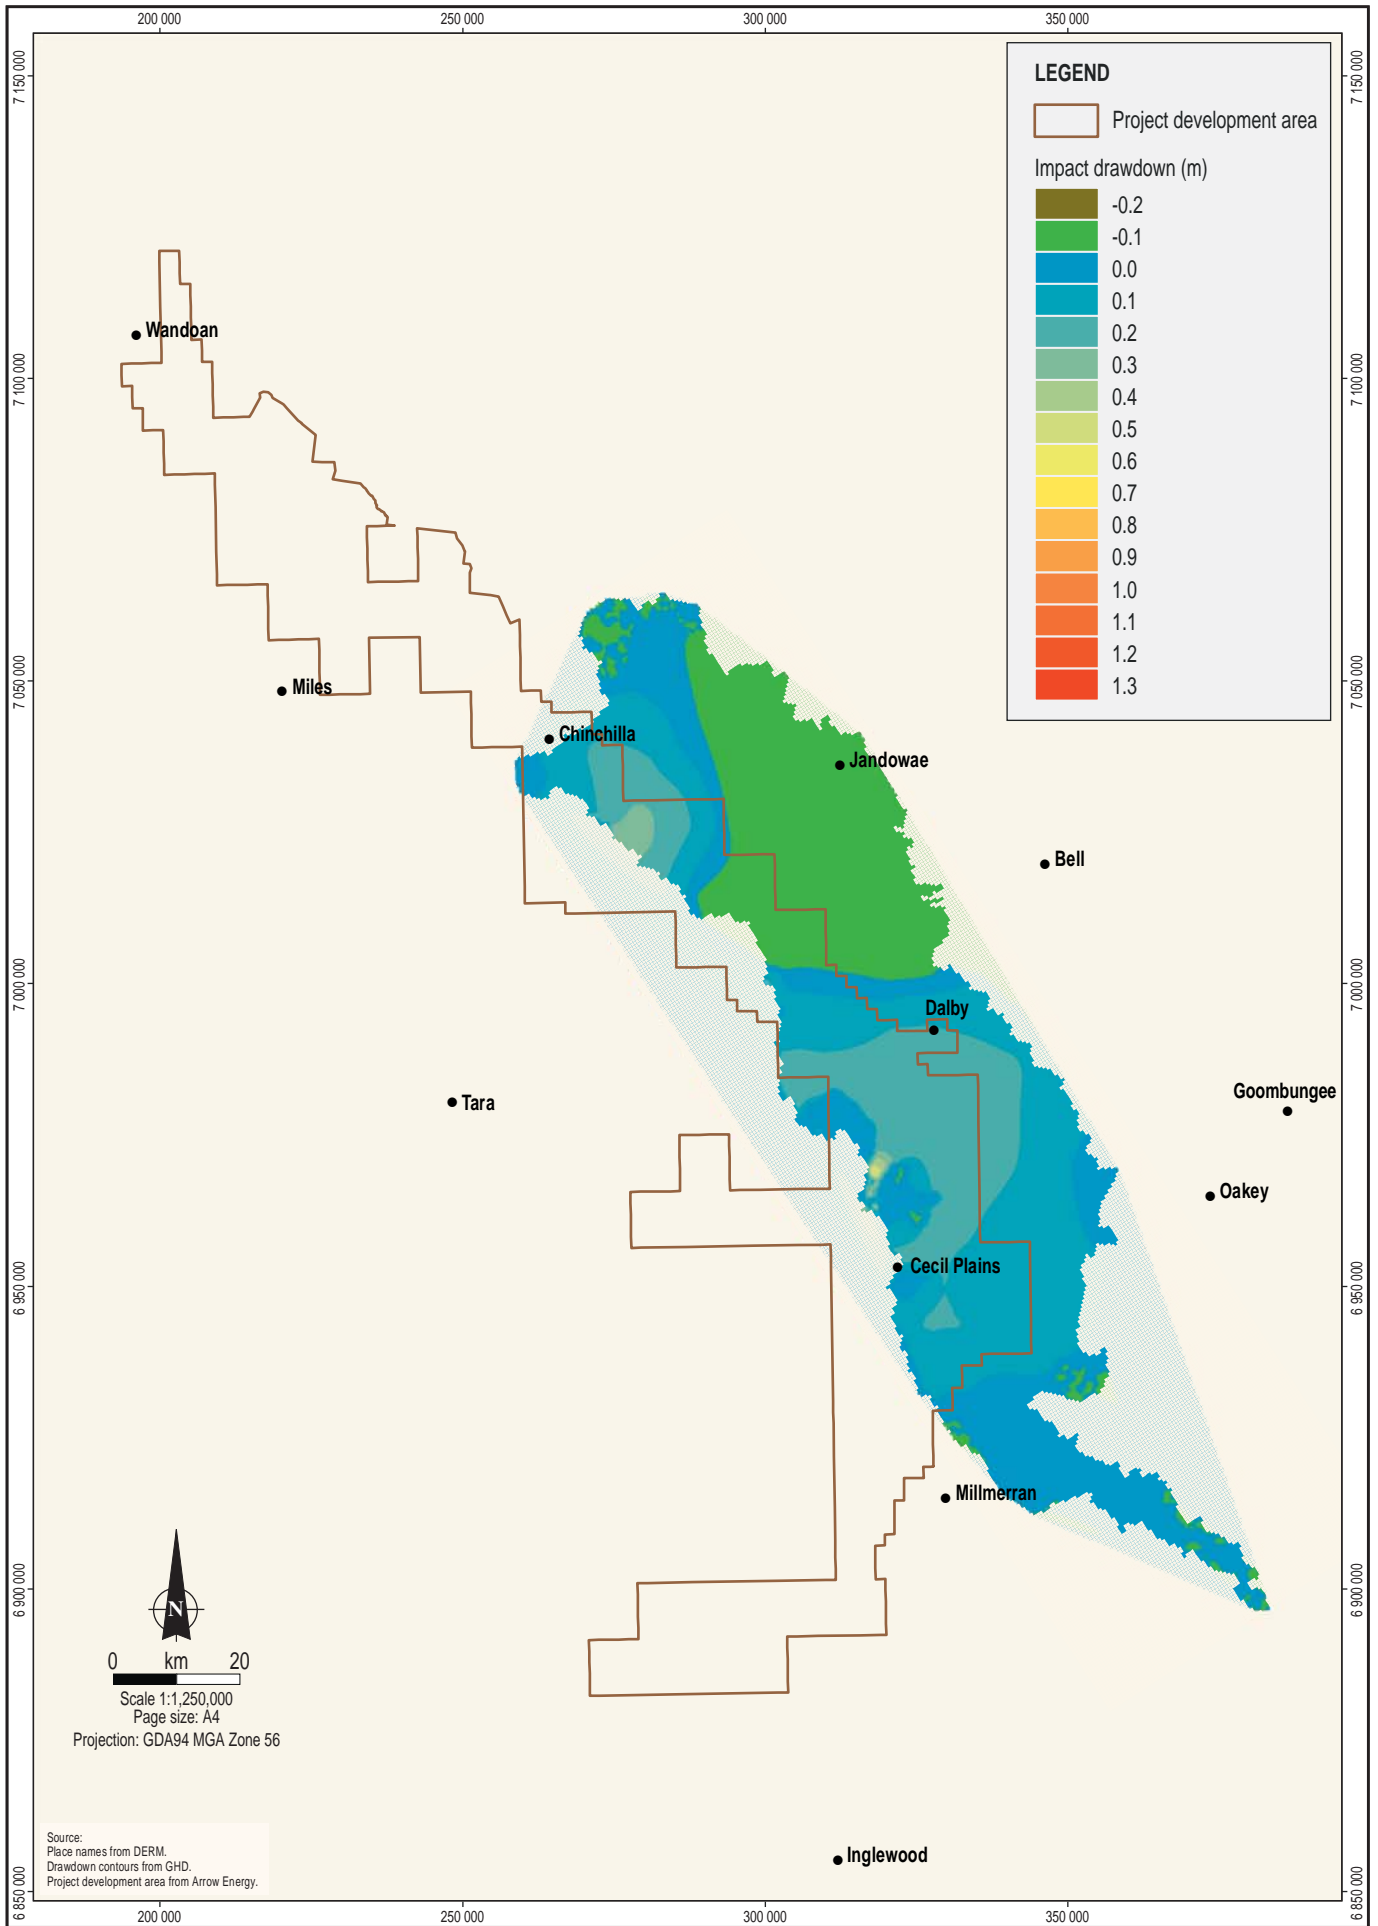 200 000
250 000
300 000
350 000
7 150 000
7 150 000
LEGEND
Project development area
Impact drawdown (m)
-0.2
-0.1
0.0
0.1
0.2
0.3
0.4
0.5
0.6
0.7
0.8
0.9
1.0
1.1
1.2
1.3
Wandoan
7 100 000
7 100 000
7 050 000
7 050 000
Miles
Chinchilla
Jandowae
Bell
7 000 000
7 000 000
Dalby
Tara
Goombungee
Oakey
Cecil Plains
6 950 000
6 950 000
Millmerran
6 900 000
6 900 000
N
0 km 20
Scale 1:1,250,000
Page size: A4
Projection: GDA94 MGA Zone 56
Source:
Place names from DERM.
Drawdown contours from GHD.
Project development area from Arrow Energy.
Inglewood
6 850 000
6 850 000
200 000
250 000
300 000
350 000